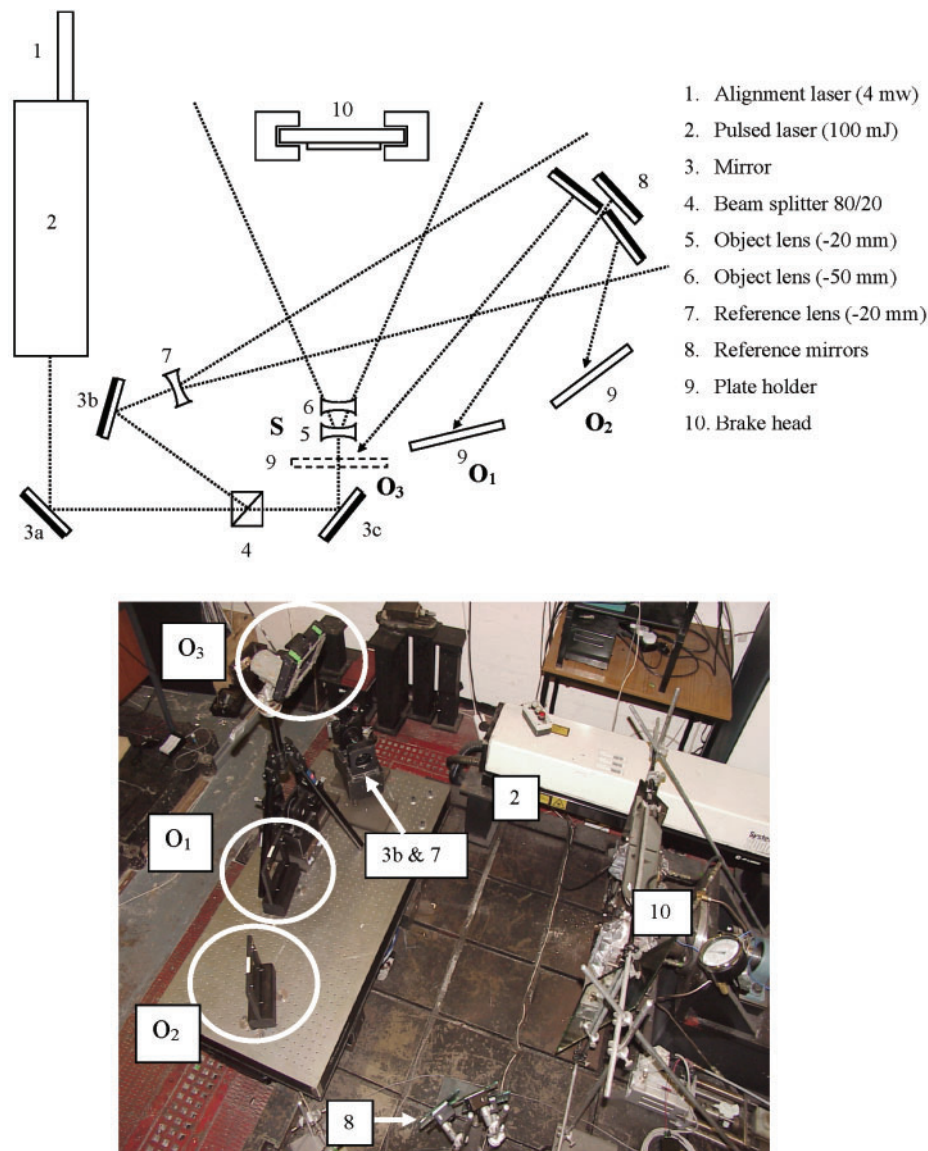 1
2
3a
3b
3c
4
5
6
7
8
9
9
9
10
S
O₁
O₂
O₃
1. Alignment laser (4 mw)
2. Pulsed laser (100 mJ)
3. Mirror
4. Beam splitter 80/20
5. Object lens (-20 mm)
6. Object lens (-50 mm)
7. Reference lens (-20 mm)
8. Reference mirrors
9. Plate holder
10. Brake head
O₃
2
O₁
3b & 7
10
O₂
8
System